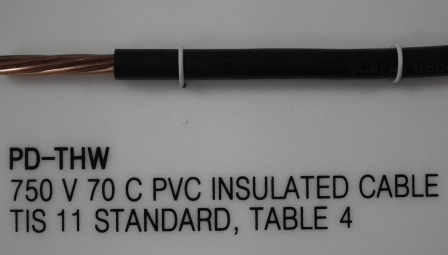 PD-THW
750 V 70 C PVC INSULATED CABLE
TIS 11 STANDARD, TABLE 4